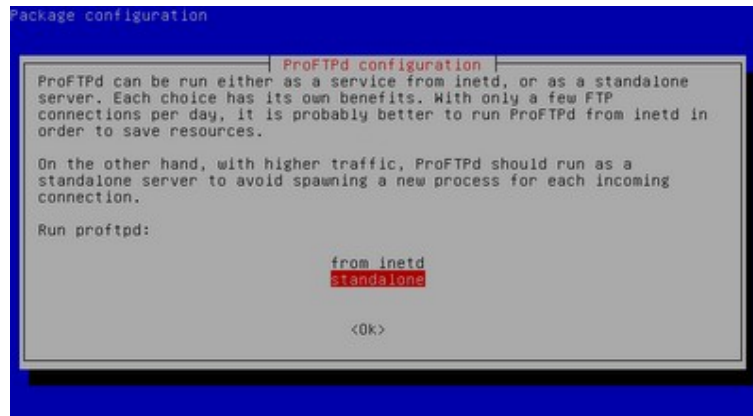 Package configuration
ProFTPd configuration
ProFTPd can be run either as a service from inetd, or as a standalone
server. Each choice has its own benefits. With only a few FTP
connections per day, it is probably better to run ProFTPd from inetd in
order to save resources.
On the other hand, with higher traffic, ProFTPd should run as a
standalone server to avoid spawning a new process for each incoming
connection.
Run proftpd:
from inetd
standalone
<Ok>